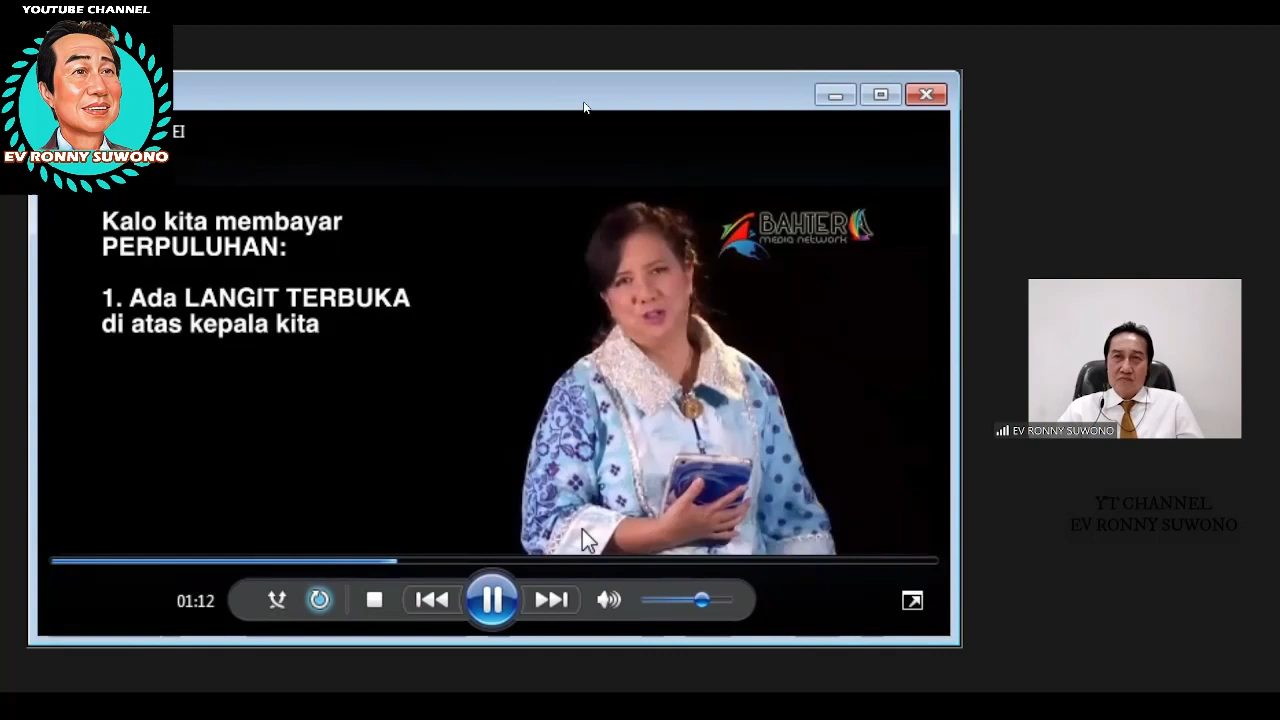 YOUTUBE CHANNEL
EV RONNY SUWONO
EI
Kalo kita membayar
PERPULUHAN:
1. Ada LANGIT TERBUKA
di atas kepala kita
BAHTERA
MEDIA NETWORK
EV RONNY SUWONO
YT CHANNEL
EV RONNY SUWONO
01:12